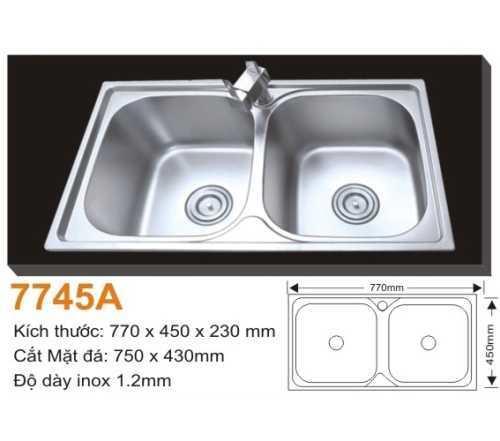 7745A
Kích thước: 770 x 450 x 230 mm
Cắt Mặt đá: 750 x 430mm
Độ dày inox 1.2mm
770mm
450mm